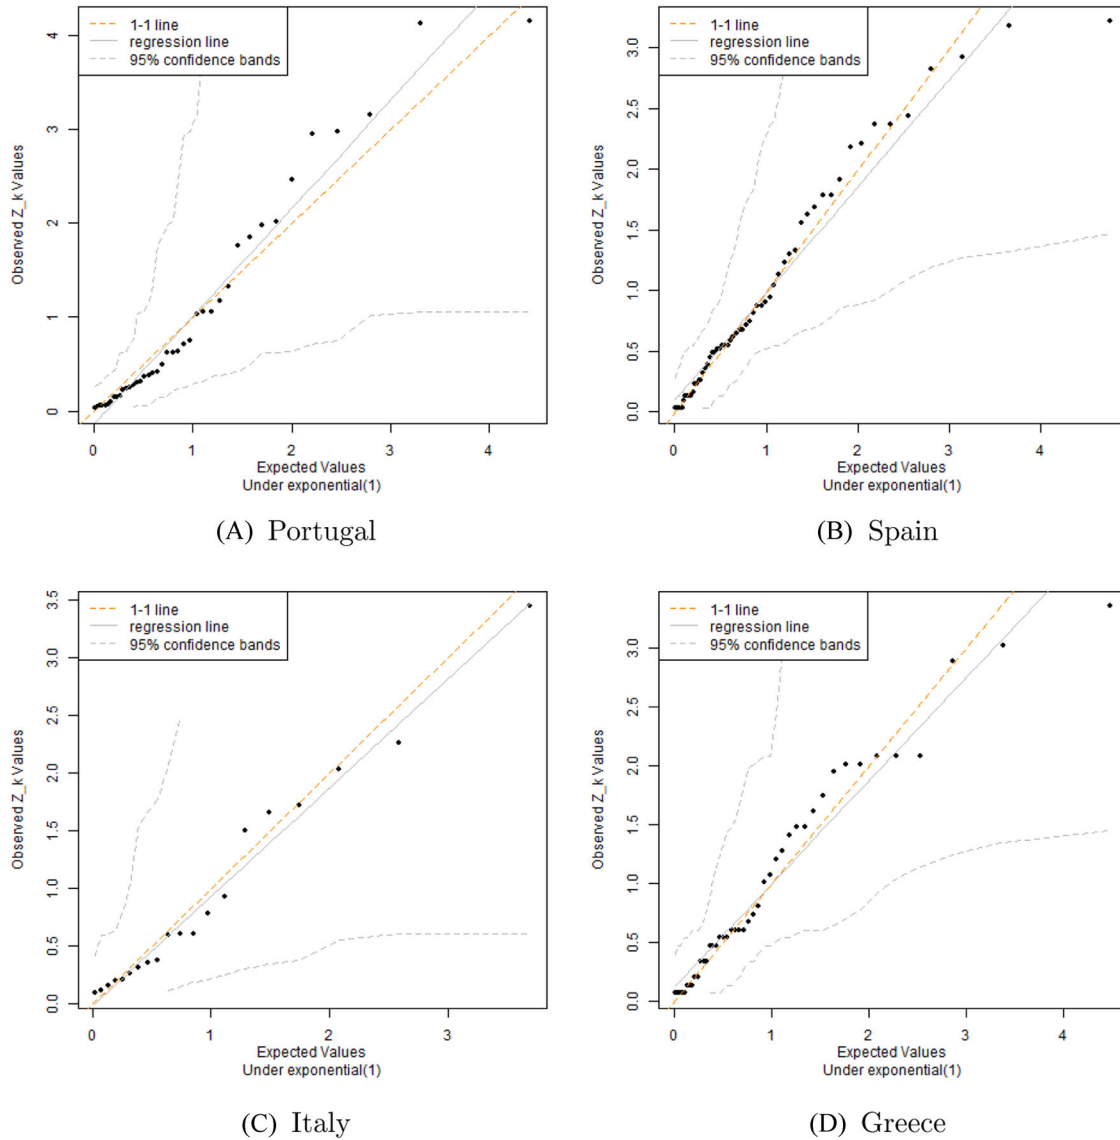 1-1 line
regression line
95% confidence bands
Observed Z_k Values
0
1
2
3
4
0
1
2
3
4
Expected Values
Under exponential(1)
(A) Portugal
1-1 line
regression line
95% confidence bands
Observed Z_k Values
0.0
0.5
1.0
1.5
2.0
2.5
3.0
0
1
2
3
4
Expected Values
Under exponential(1)
(B) Spain
1-1 line
regression line
95% confidence bands
Observed Z_k Values
0.0
0.5
1.0
1.5
2.0
2.5
3.0
3.5
0
1
2
3
Expected Values
Under exponential(1)
(C) Italy
1-1 line
regression line
95% confidence bands
Observed Z_k Values
0.0
0.5
1.0
1.5
2.0
2.5
3.0
0
1
2
3
4
Expected Values
Under exponential(1)
(D) Greece